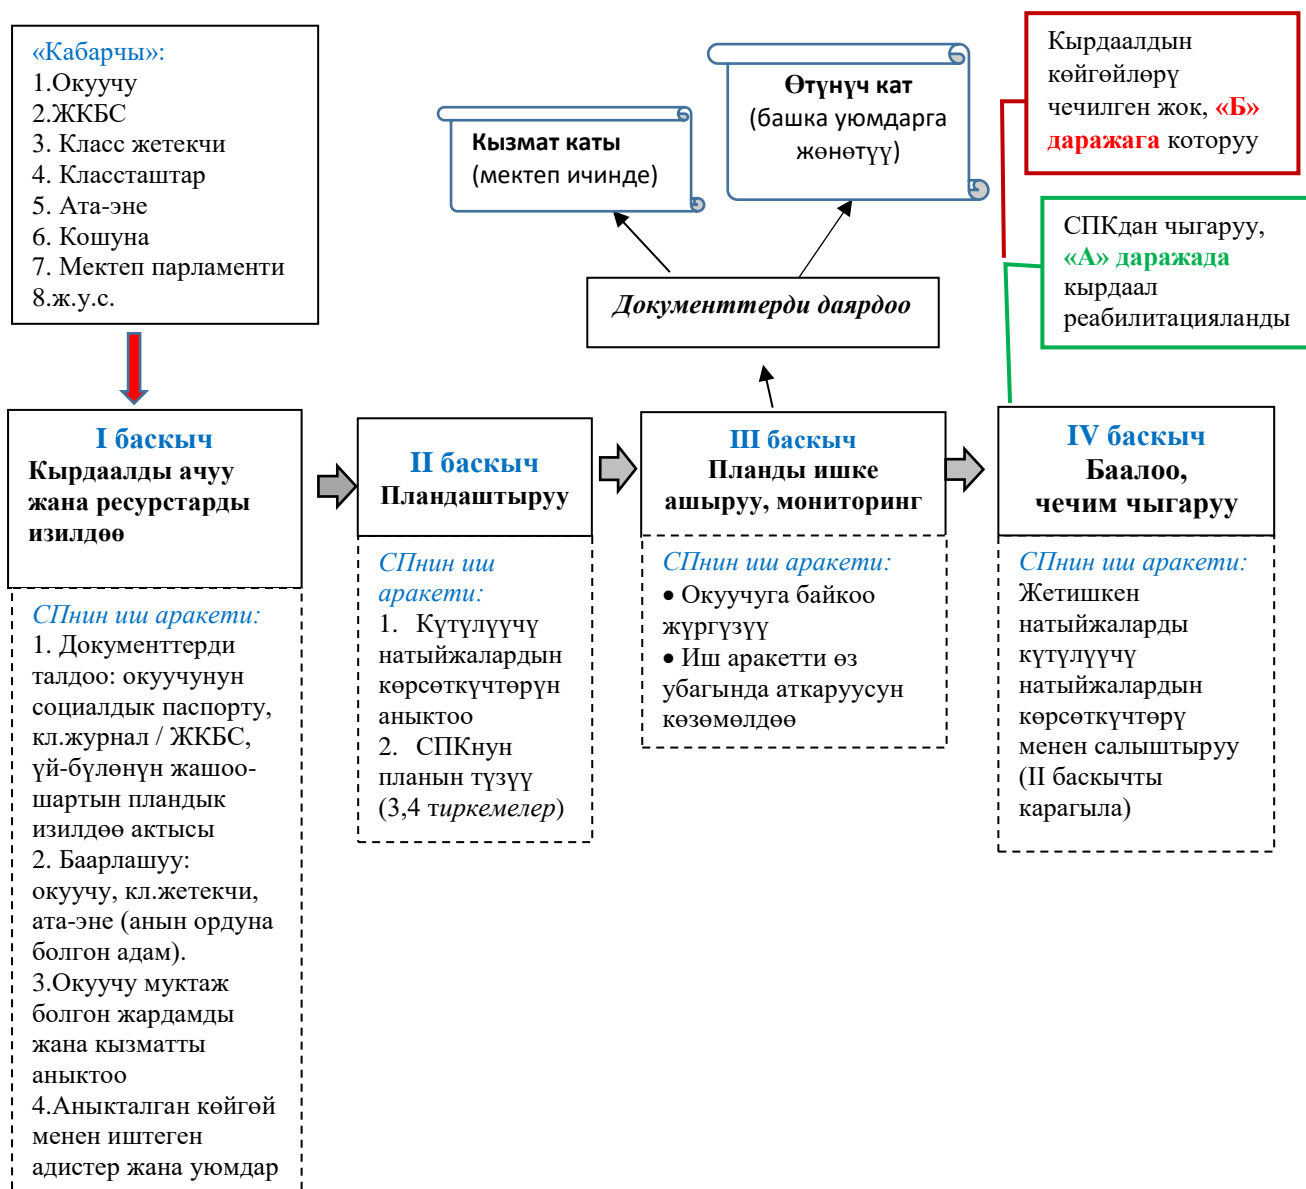 «Кабарчы»:
1.Окуучу
2.ЖКБС
3. Класс жетекчи
4. Классташтар
5. Ата-эне
6. Кошуна
7. Мектеп парламенти
8.ж.у.с.
Кызмат каты
(мектеп ичинде)
Өтүнүч кат
(башка уюмдарга
жөнөтүү)
Кырдаалдын
көйгөйлөрү
чечилген жок, «Б»
даражага которуу
СПКдан чыгаруу,
«А» даражада
кырдаал
реабилитацияланды
Документтерди даярдоо
I баскыч
Кырдаалды ачуу
жана ресурстарды
изилдөө
II баскыч
Пландаштыруу
III баскыч
Планды ишке
ашыруу, мониторинг
IV баскыч
Баалоо,
чечим чыгаруу
СПнин иш аракети:
1. Документтерди
талдоо: окуучунун
социалдык паспорту,
кл.журнал / ЖКБС,
үй-бүлөнүн жашоо-
шартын пландык
изилдөө актысы
2. Баарлашуу:
окуучу, кл.жетекчи,
ата-эне (анын ордуна
болгон адам).
3.Окуучу муктаж
болгон жардамды
жана кызматты
аныктоо
4.Аныкталган көйгөй
менен иштеген
адистер жана уюмдар
СПнин иш
аракети:
1. Күтүлүүчү
натыйжалардын
көрсөткүчтөрүн
аныктоо
2. СПКнун
планын түзүү
(3,4 тиркемелер)
СПнин иш аракети:
• Окуучуга байкоо
жүргүзүү
• Иш аракетти өз
убагында аткаруусун
көзөмөлдөө
СПнин иш аракети:
Жетишкен
натыйжаларды
күтүлүүчү
натыйжалардын
көрсөткүчтөрү
менен салыштыруу
(II баскычты
карагыла)